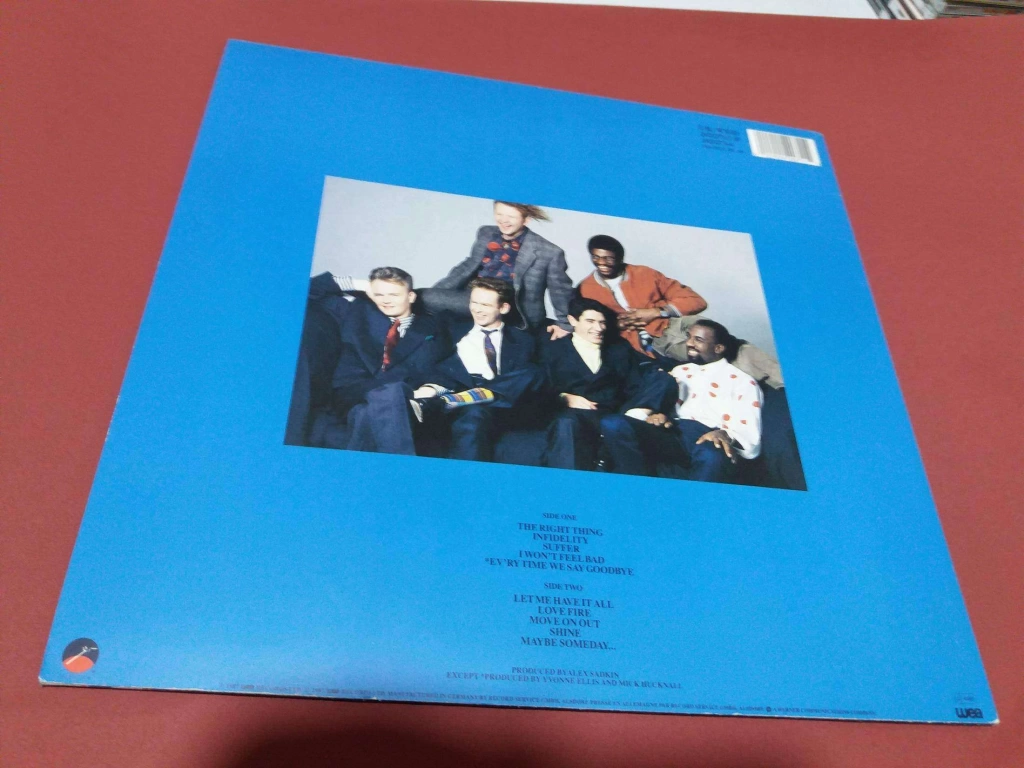 SIDE ONE
THE RIGHT THING
INFIDELITY
SUFFER
I WON'T FEEL BAD
*EV'RY TIME WE SAY GOODBYE
SIDE TWO
LET ME HAVE IT ALL
LOVE FIRE
MOVE ON OUT
SHINE
MAYBE SOMEDAY...
PRODUCED BY ALEX SADKIN
EXCEPT *PRODUCED BY YVONNE ELLIS AND MICK HUCKNALL
wea